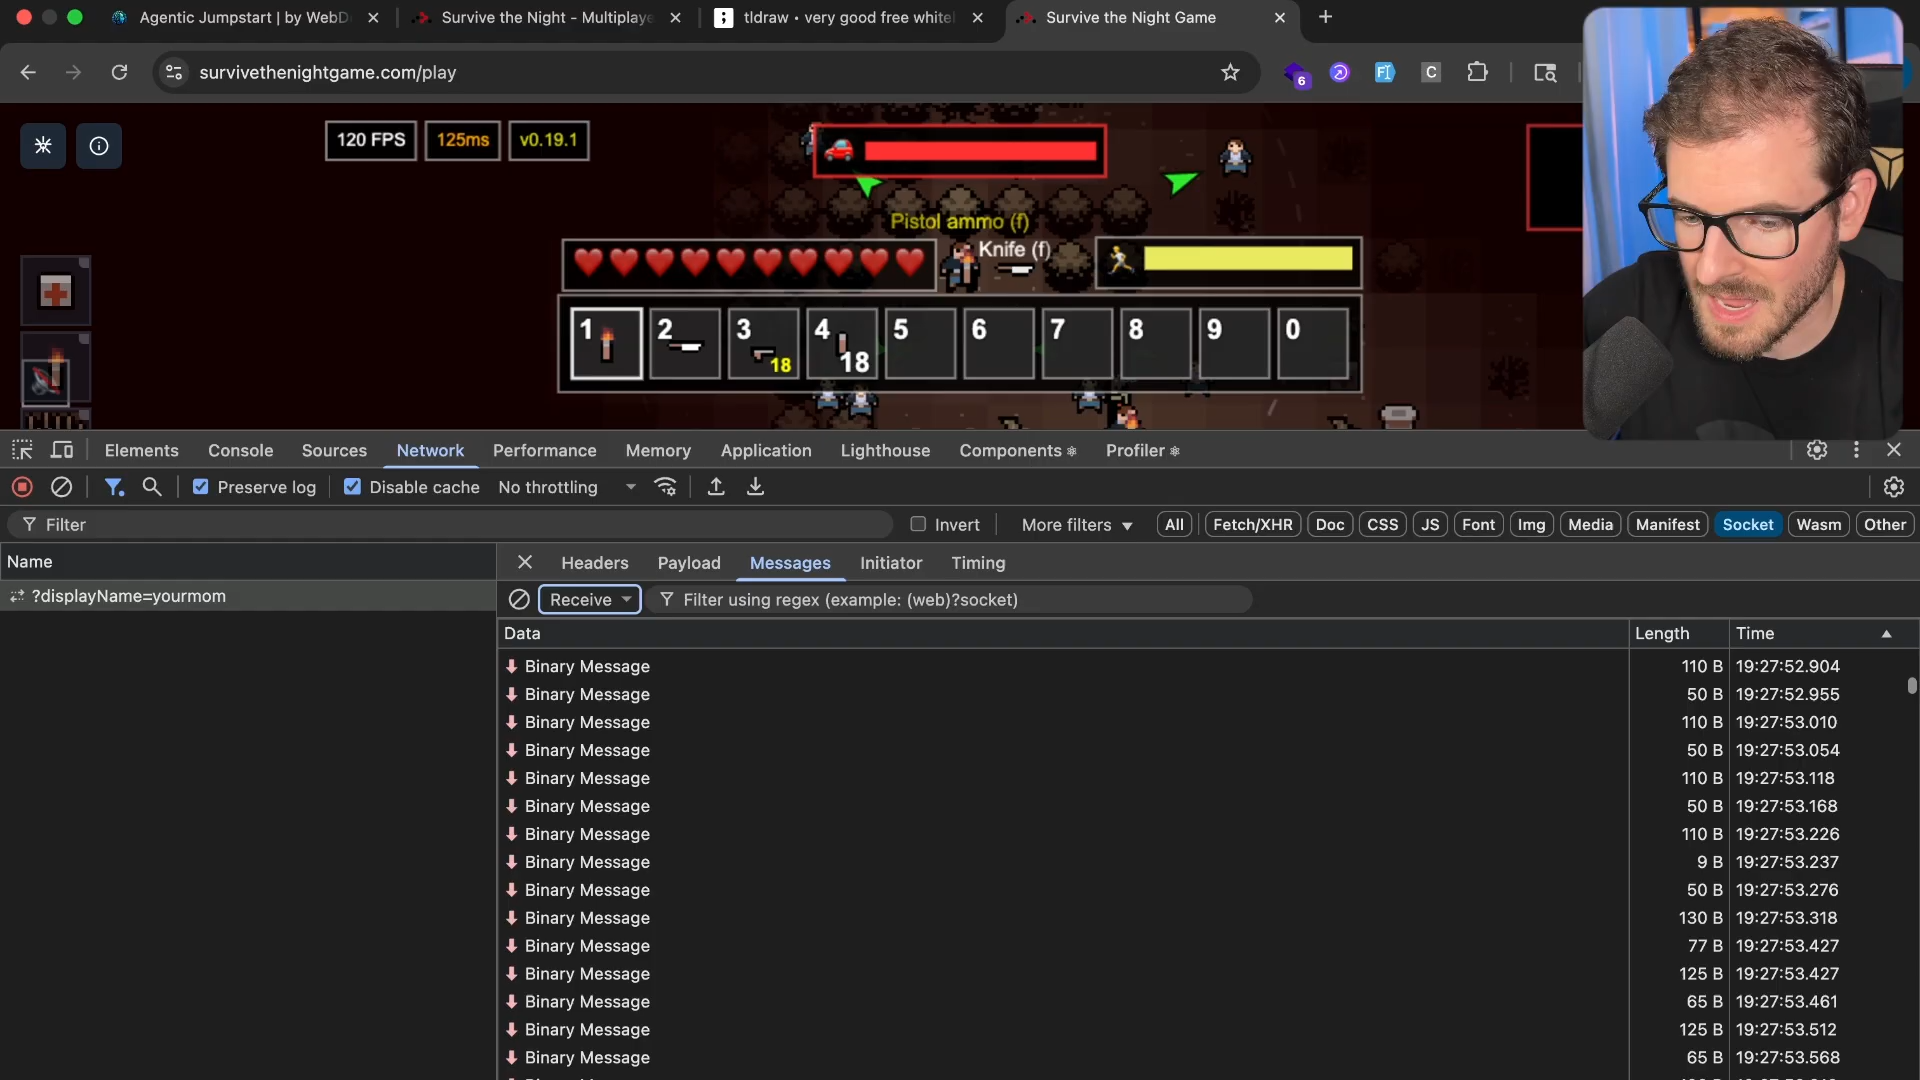 Agentic Jumpstart | by WebD
Survive the Night - Multiplaye
tldraw • very good free whitel
Survive the Night Game
survivethenightgame.com/play
6
C
120 FPS
125ms
v0.19.1
Pistol ammo (f)
Knife (f)
1 2 3 4 5 6 7 8 9 0
18 18
Elements Console Sources Network Performance Memory Application Lighthouse Components Profiler
Preserve log Disable cache No throttling
Filter Invert More filters All Fetch/XHR Doc CSS JS Font Img Media Manifest Socket Wasm Other
Name Headers Payload Messages Initiator Timing
?displayName=yourmom Receive Filter using regex (example: (web)?socket)
Data Length Time
Binary Message 110 B 19:27:52.904
Binary Message 50 B 19:27:52.955
Binary Message 110 B 19:27:53.010
Binary Message 50 B 19:27:53.054
Binary Message 110 B 19:27:53.118
Binary Message 50 B 19:27:53.168
Binary Message 110 B 19:27:53.226
Binary Message 9 B 19:27:53.237
Binary Message 50 B 19:27:53.276
Binary Message 130 B 19:27:53.318
Binary Message 77 B 19:27:53.427
Binary Message 125 B 19:27:53.427
Binary Message 65 B 19:27:53.461
Binary Message 125 B 19:27:53.512
Binary Message 65 B 19:27:53.568